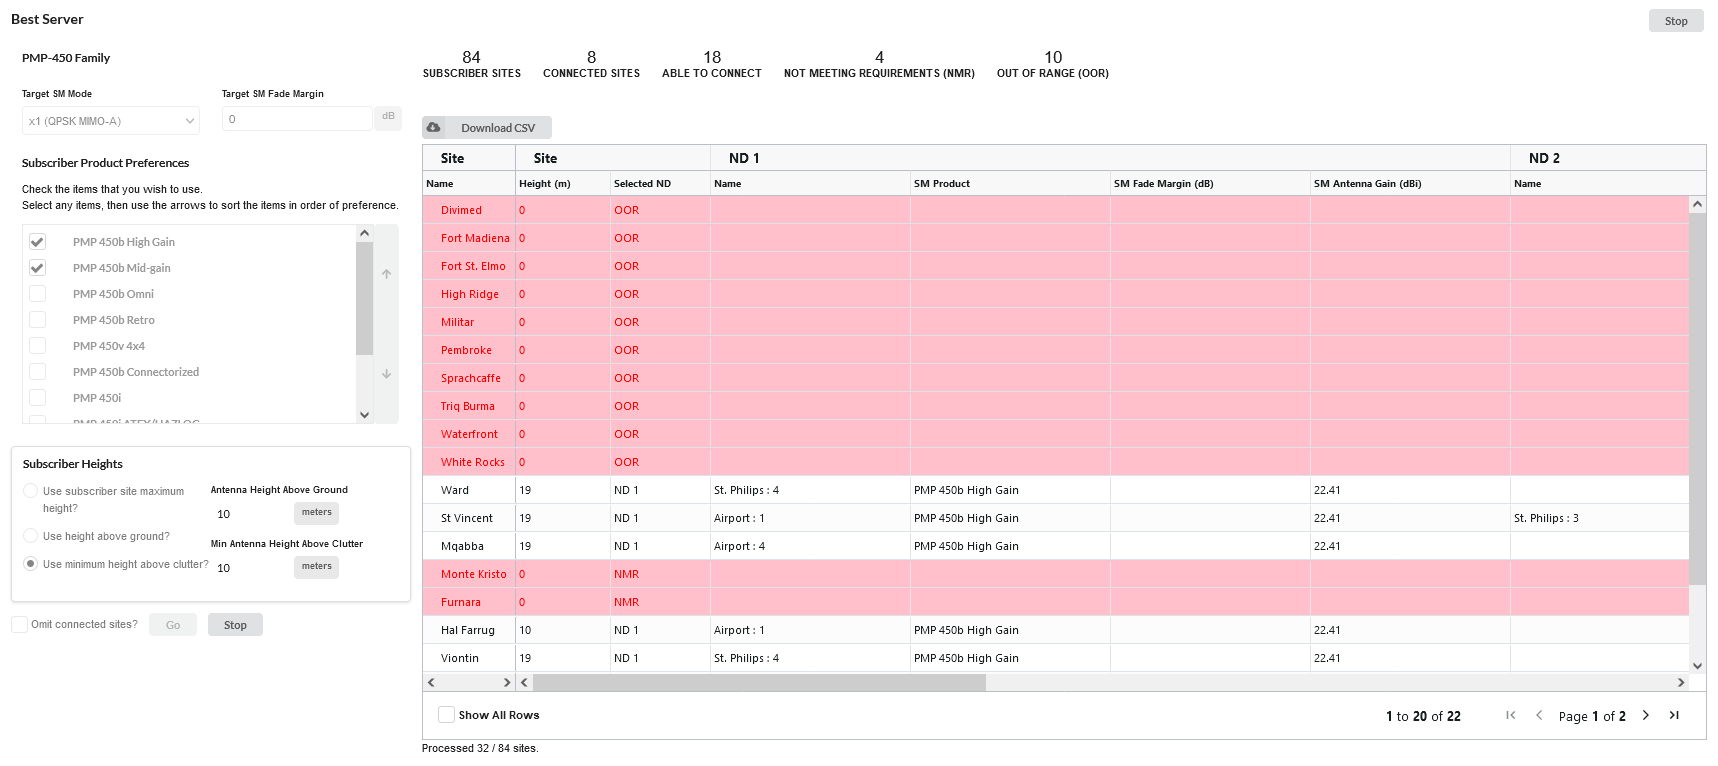 Best Server
Stop
PMP-450 Family
84 8 18 4 10
SUBSCRIBER SITES CONNECTED SITES ABLE TO CONNECT NOT MEETING REQUIREMENTS (NMR) OUT OF RANGE (OOR)
Target SM Mode Target SM Fade Margin
x1 (QPSK MIMO-A) 0 dB
Subscriber Product Preferences
Check the items that you wish to use.
Select any items, then use the arrows to sort the items in order of preference.
PMP 450b High Gain
PMP 450b Mid-gain
PMP 450b Omni
PMP 450b Retro
PMP 450v 4x4
PMP 450b Connectorized
PMP 450i
PMP 450i ATEX/HAZLOC
Subscriber Heights
Use subscriber site maximum height?
Use height above ground?
Use minimum height above clutter?
Antenna Height Above Ground
10 meters
Min Antenna Height Above Clutter
10 meters
Omit connected sites? Go Stop
Download CSV
Site Site ND 1 ND 2
Name Height (m) Selected ND Name SM Product SM Fade Margin (dB) SM Antenna Gain (dBi) Name
Divimed 0 OOR
Fort Madiena 0 OOR
Fort St. Elmo 0 OOR
High Ridge 0 OOR
Militar 0 OOR
Pembroke 0 OOR
Sprachcaffe 0 OOR
Triq Burma 0 OOR
Waterfront 0 OOR
White Rocks 0 OOR
Ward 19 ND 1 St. Philips : 4 PMP 450b High Gain 22.41
St Vincent 19 ND 1 Airport : 1 PMP 450b High Gain 22.41 St. Philips : 3
Mqabba 19 ND 1 Airport : 4 PMP 450b High Gain 22.41
Monte Kristo 0 NMR
Furnara 0 NMR
Hal Farrug 10 ND 1 Airport : 1 PMP 450b High Gain 22.41
Viontin 19 ND 1 St. Philips : 4 PMP 450b High Gain 22.41
Show All Rows 1 to 20 of 22 Page 1 of 2
Processed 32 / 84 sites.